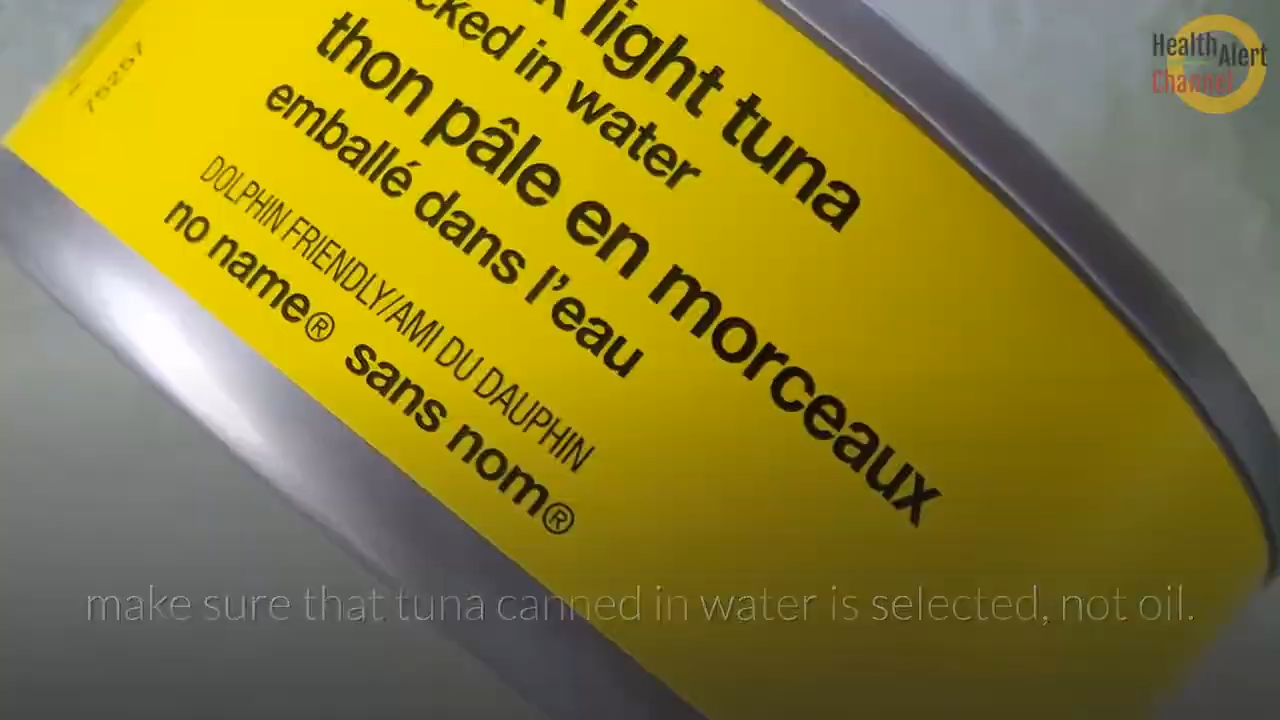 light tuna
cked in water
thon pâle en morceaux
emballé dans l'eau
DOLPHIN FRIENDLY/AMI DU DAUPHIN
no name® sans nom®
75267
Health
Alert
Channel
make sure that tuna canned in water is selected, not oil.